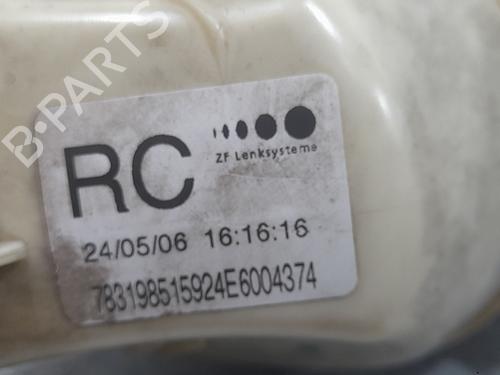 B-PARTS
RC
ZF Lenksysteme
24/05/06 16:16:16
783198515924E6004374